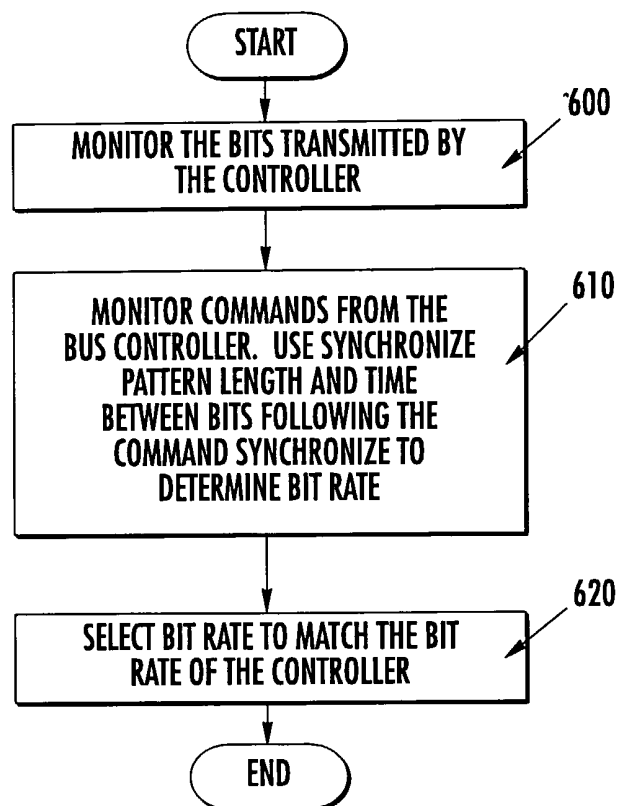 START
600
MONITOR THE BITS TRANSMITTED BY
THE CONTROLLER
610
MONITOR COMMANDS FROM THE
BUS CONTROLLER. USE SYNCHRONIZE
PATTERN LENGTH AND TIME
BETWEEN BITS FOLLOWING THE
COMMAND SYNCHRONIZE TO
DETERMINE BIT RATE
620
SELECT BIT RATE TO MATCH THE BIT
RATE OF THE CONTROLLER
END